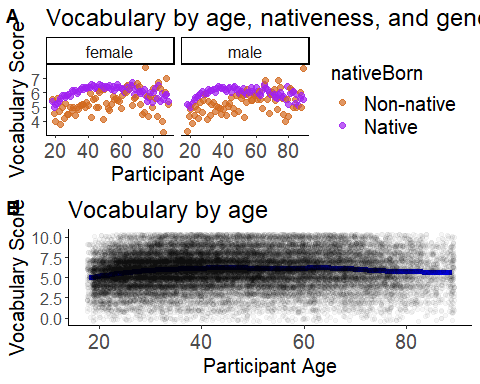 A
Vocabulary by age, nativeness, and gend
female
male
Vocabulary Score
7
6
5
4
20 40 60 80
20 40 60 80
Participant Age
nativeBorn
Non-native
Native
B
Vocabulary by age
Vocabulary Score
10.0
7.5
5.0
2.5
0.0
20 40 60 80
Participant Age